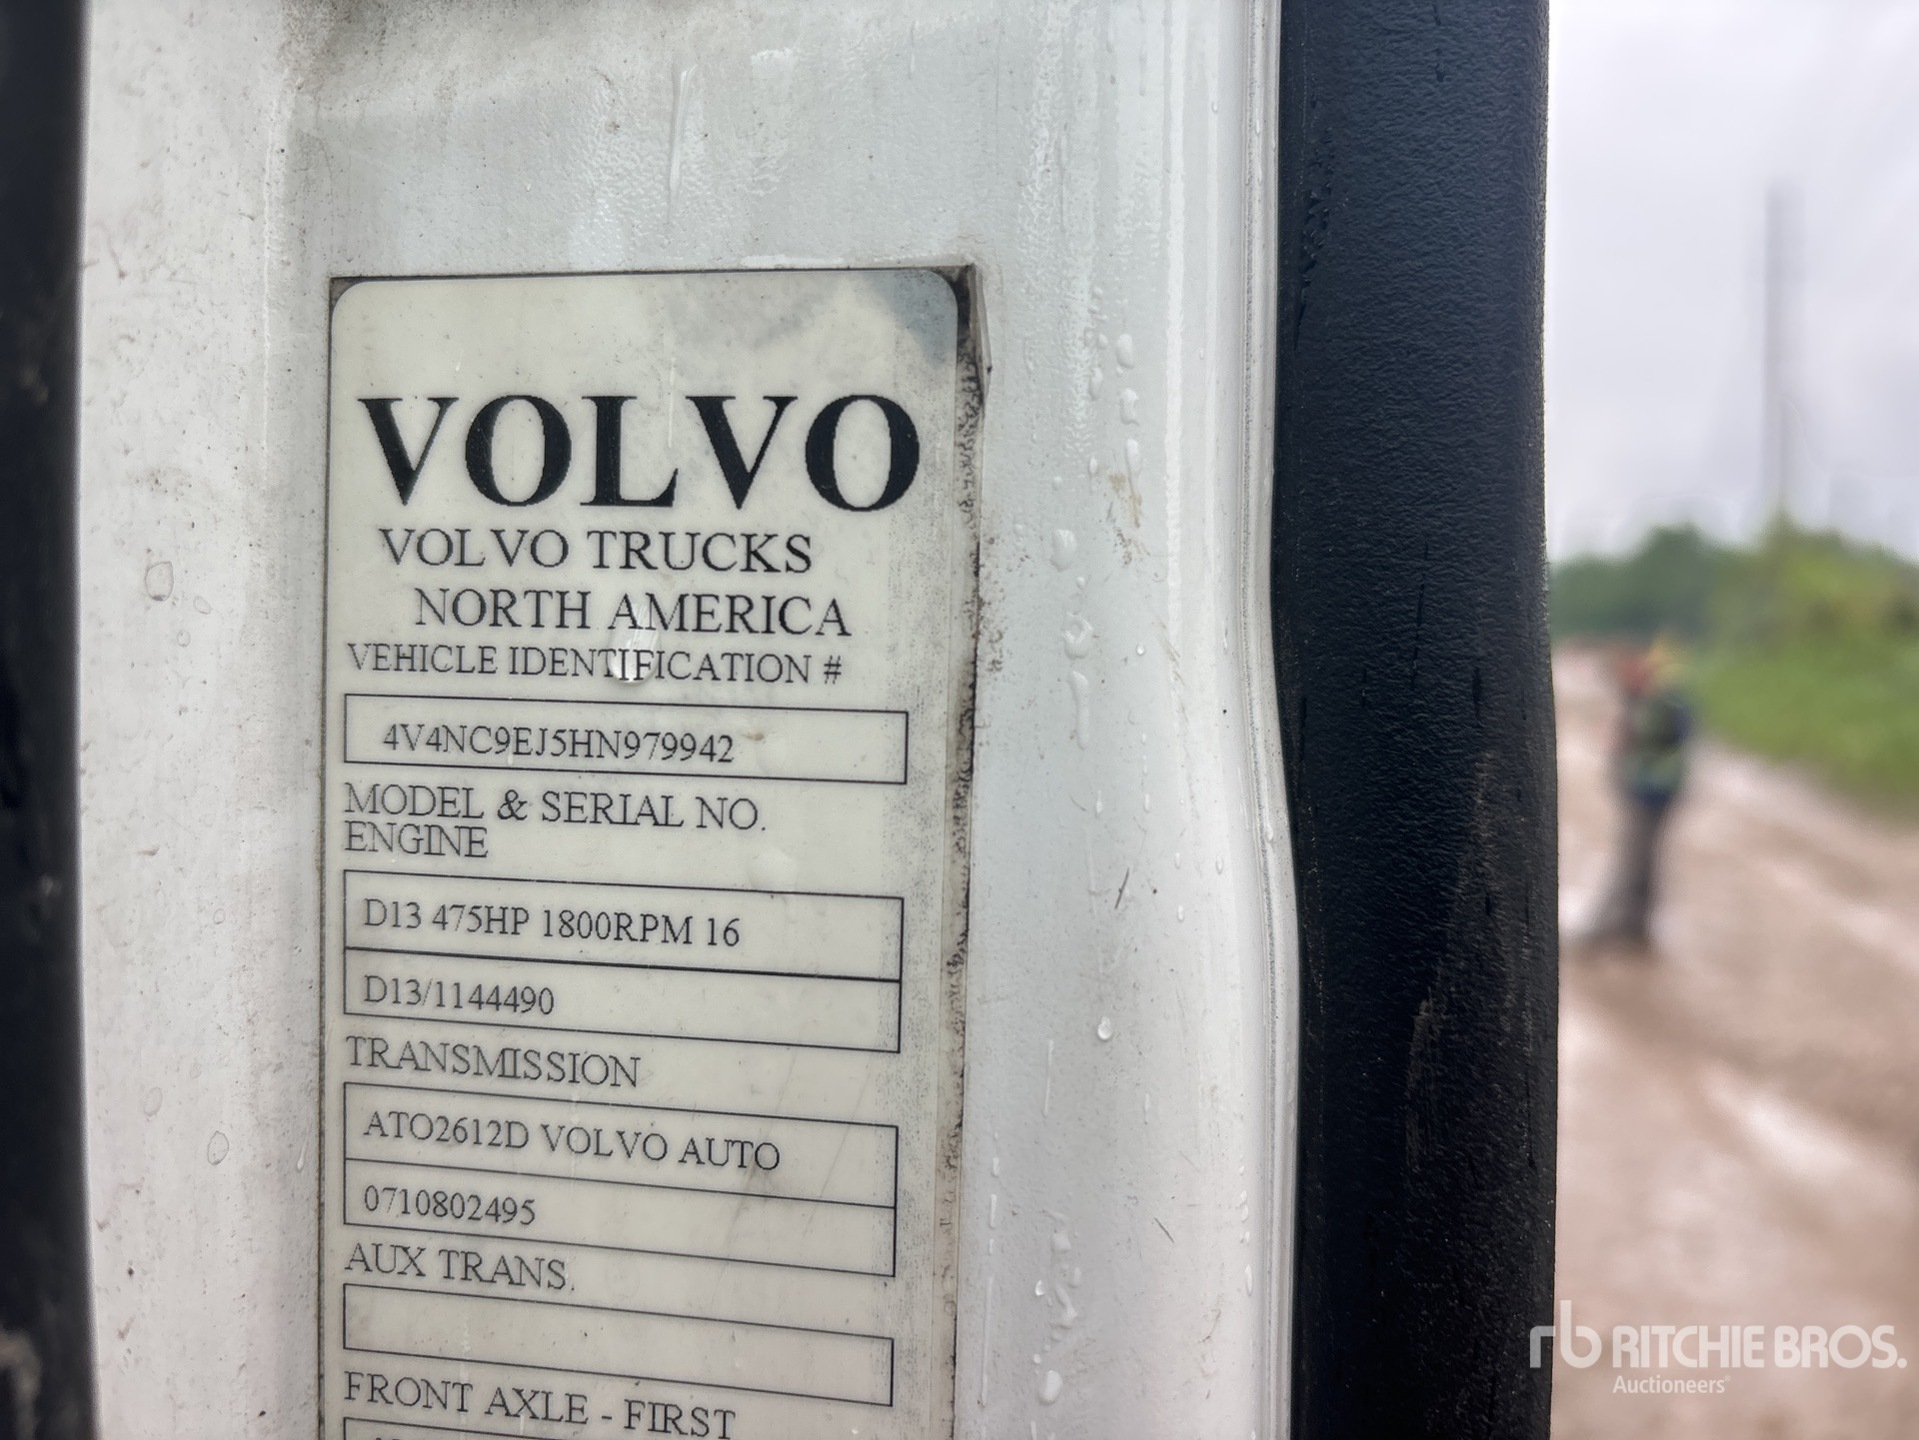 VOLVO
VOLVO TRUCKS
NORTH AMERICA
VEHICLE IDENTIFICATION #
4V4NC9EJ5HN979942
MODEL & SERIAL NO.
ENGINE
D13 475HP 1800RPM 16
D13/1144490
TRANSMISSION
ATO2612D VOLVO AUTO
0710802495
AUX TRANS.
FRONT AXLE - FIRST
rb RITCHIE BROS.
Auctioneers